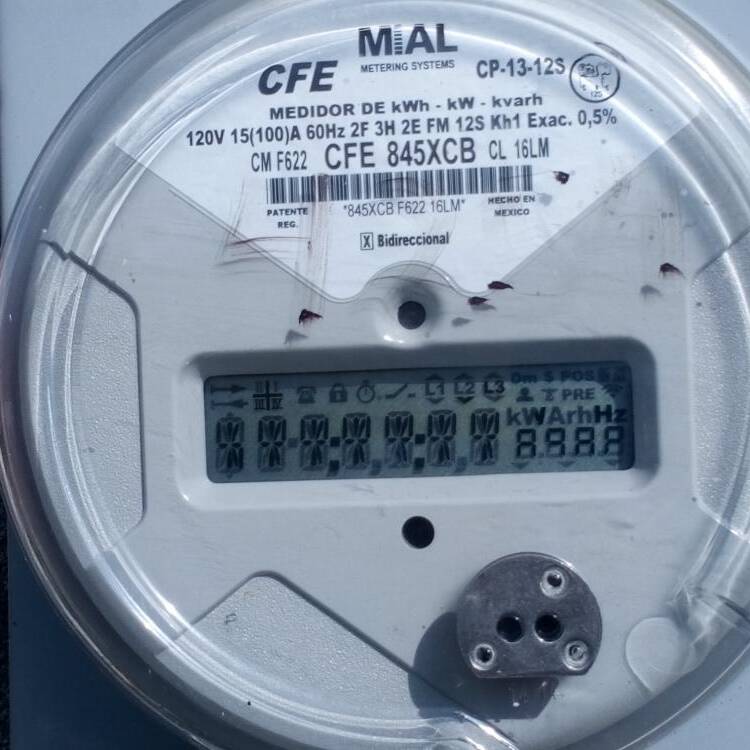 MIAL
METERING SYSTEMS
CFE
CP-13-12S
MEDIDOR DE kWh - kW - kvarh
120V 15(100)A 60Hz 2F 3H 2E FM 12S Kh1 Exac. 0,5%
CM F622 CFE 845XCB CL 16LM
PATENTE REG.
*845XCB F622 16LM*
HECHO EN MEXICO
X Bidireccional
L1 L2 L3
$ POS
PRE
kWArhHz
8.8.8.8